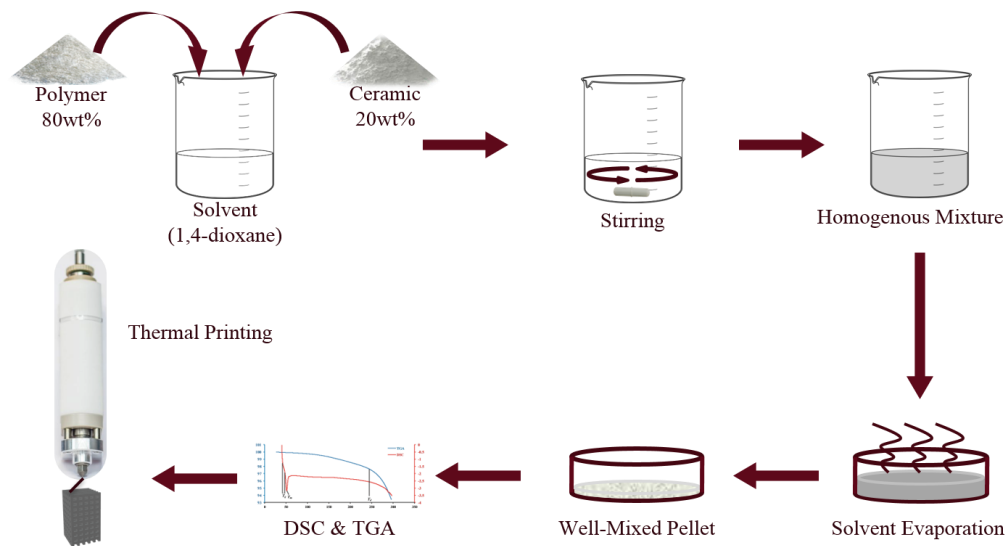 Polymer
80wt%
Ceramic
20wt%
Solvent
(1,4-dioxane)
Stirring
Homogenous Mixture
Thermal Printing
DSC & TGA
Well-Mixed Pellet
Solvent Evaporation